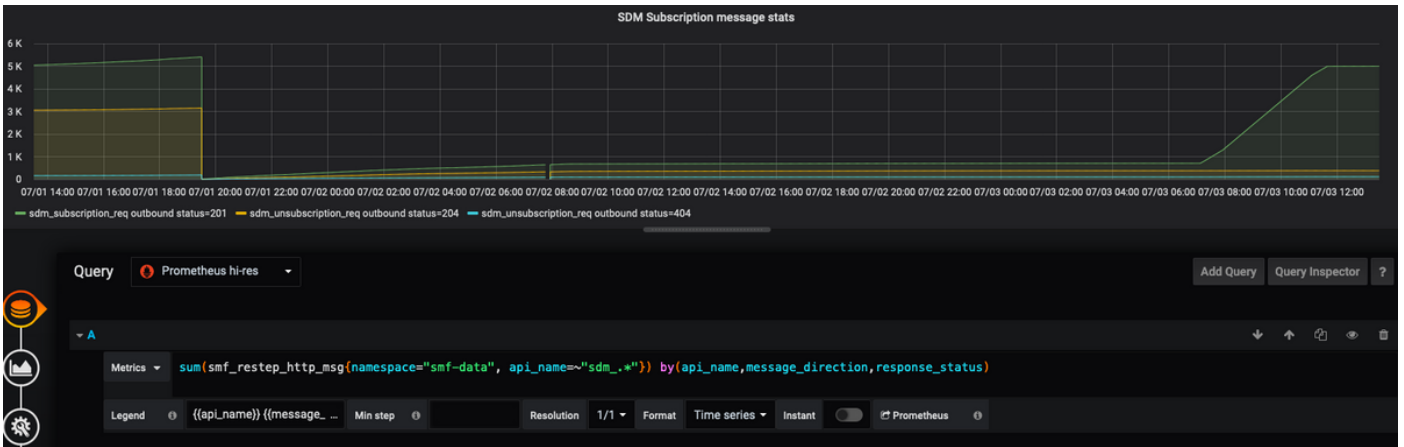 SDM Subscription message stats
6 K
5 K
4 K
3 K
2 K
1 K
0
07/01 14:00 07/01 16:00 07/01 18:00 07/01 20:00 07/01 22:00 07/02 00:00 07/02 02:00 07/02 04:00 07/02 06:00 07/02 08:00 07/02 10:00 07/02 12:00 07/02 14:00 07/02 16:00 07/02 18:00 07/02 20:00 07/02 22:00 07/03 00:00 07/03 02:00 07/03 04:00 07/03 06:00 07/03 08:00 07/03 10:00 07/03 12:00
sdm_subscription_req outbound status=201 sdm_unsubscription_req outbound status=204 sdm_unsubscription_req outbound status=404
Query Prometheus hi-res Add Query Query Inspector ?
A
Metrics sum(smf_restep_http_msg{namespace="smf-data", api_name=~"sdm_.*"}) by(api_name,message_direction,response_status)
Legend {{api_name}} {{message_ ... Min step Resolution 1/1 Format Time series Instant Prometheus